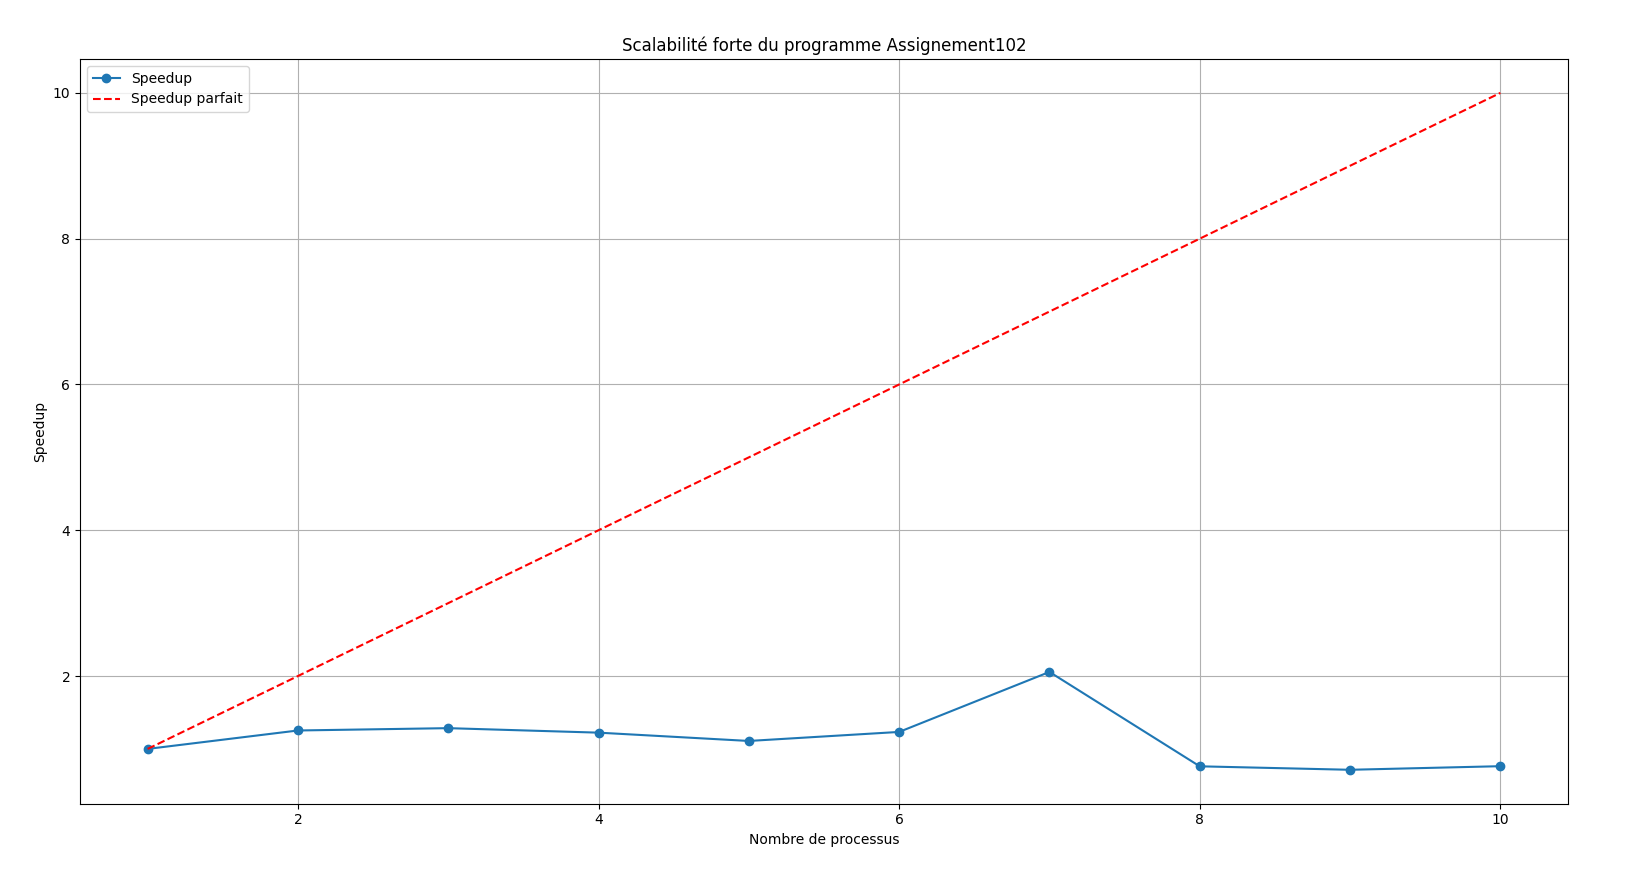 Scalabilité forte du programme Assignement102
Speedup
Speedup parfait
10
8
6
4
2
Speedup
2
4
6
8
10
Nombre de processus